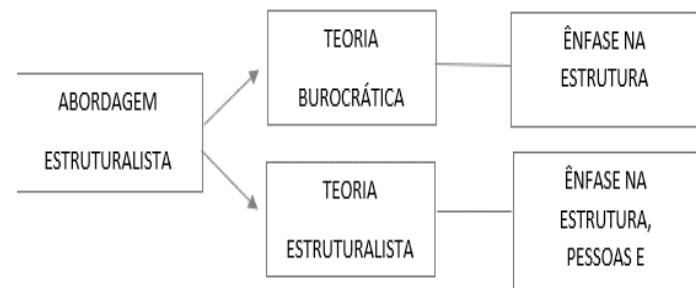 ABORDAGEM
ESTRUTURALISTA
TEORIA
BUROCRÁTICA
ÊNFASE NA
ESTRUTURA
TEORIA
ESTRUTURALISTA
ÊNFASE NA
ESTRUTURA,
PESSOAS E